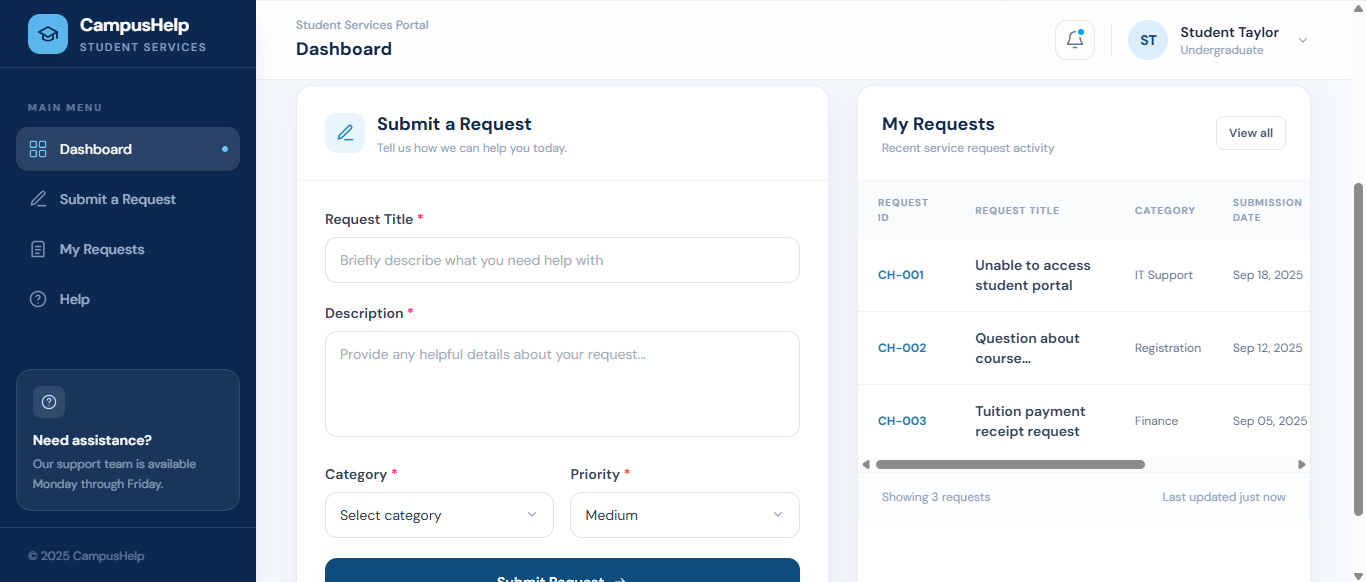 CampusHelp
STUDENT SERVICES
MAIN MENU
Dashboard
Submit a Request
My Requests
Help
Need assistance?
Our support team is available
Monday through Friday.
© 2025 CampusHelp
Student Services Portal
Dashboard
ST
Student Taylor
Undergraduate
Submit a Request
Tell us how we can help you today.
Request Title *
Briefly describe what you need help with
Description *
Provide any helpful details about your request...
Category *
Priority *
Select category
Medium
Submit Request →
My Requests
Recent service request activity
View all
REQUEST ID
REQUEST TITLE
CATEGORY
SUBMISSION DATE
CH-001
Unable to access
student portal
IT Support
Sep 18, 2025
CH-002
Question about
course...
Registration
Sep 12, 2025
CH-003
Tuition payment
receipt request
Finance
Sep 05, 2025
Showing 3 requests
Last updated just now